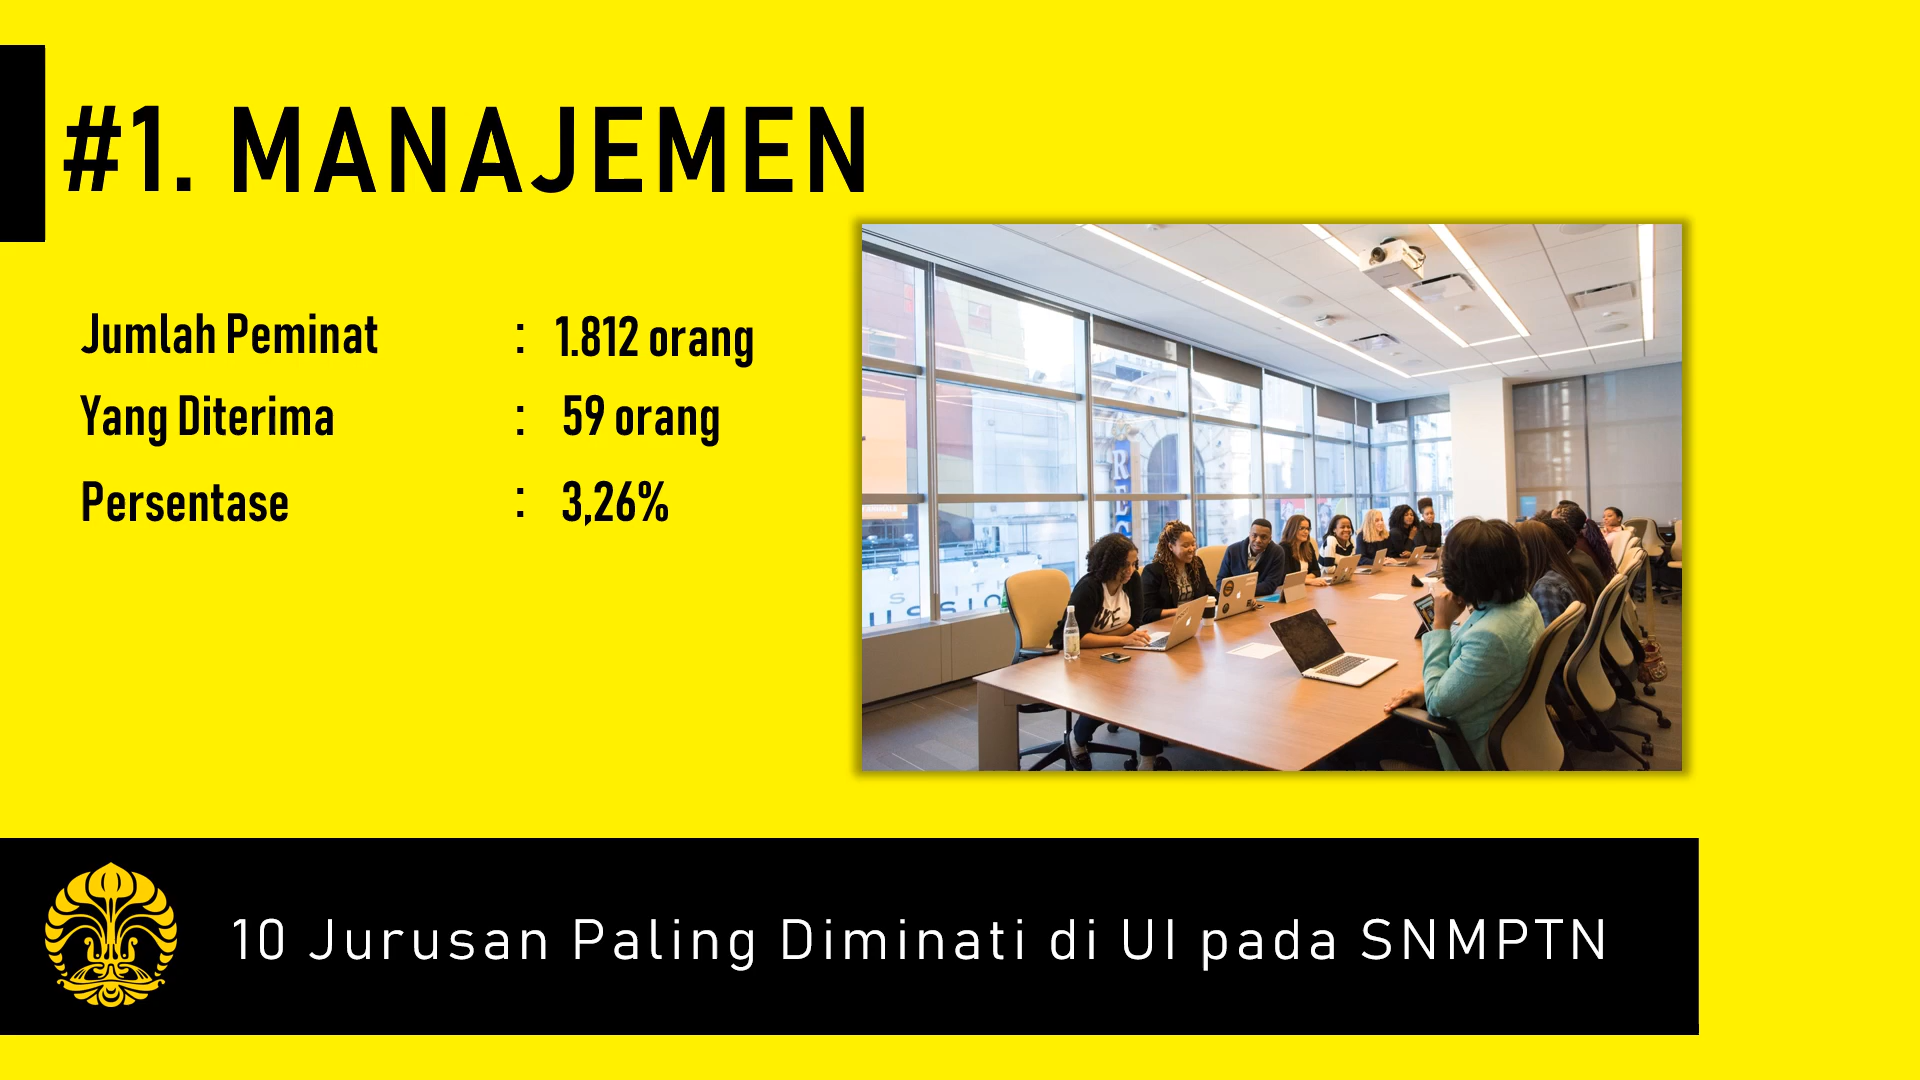 #1. MANAJEMEN
Jumlah Peminat : 1.812 orang
Yang Diterima : 59 orang
Persentase : 3,26%
10 Jurusan Paling Diminati di UI pada SNMPTN